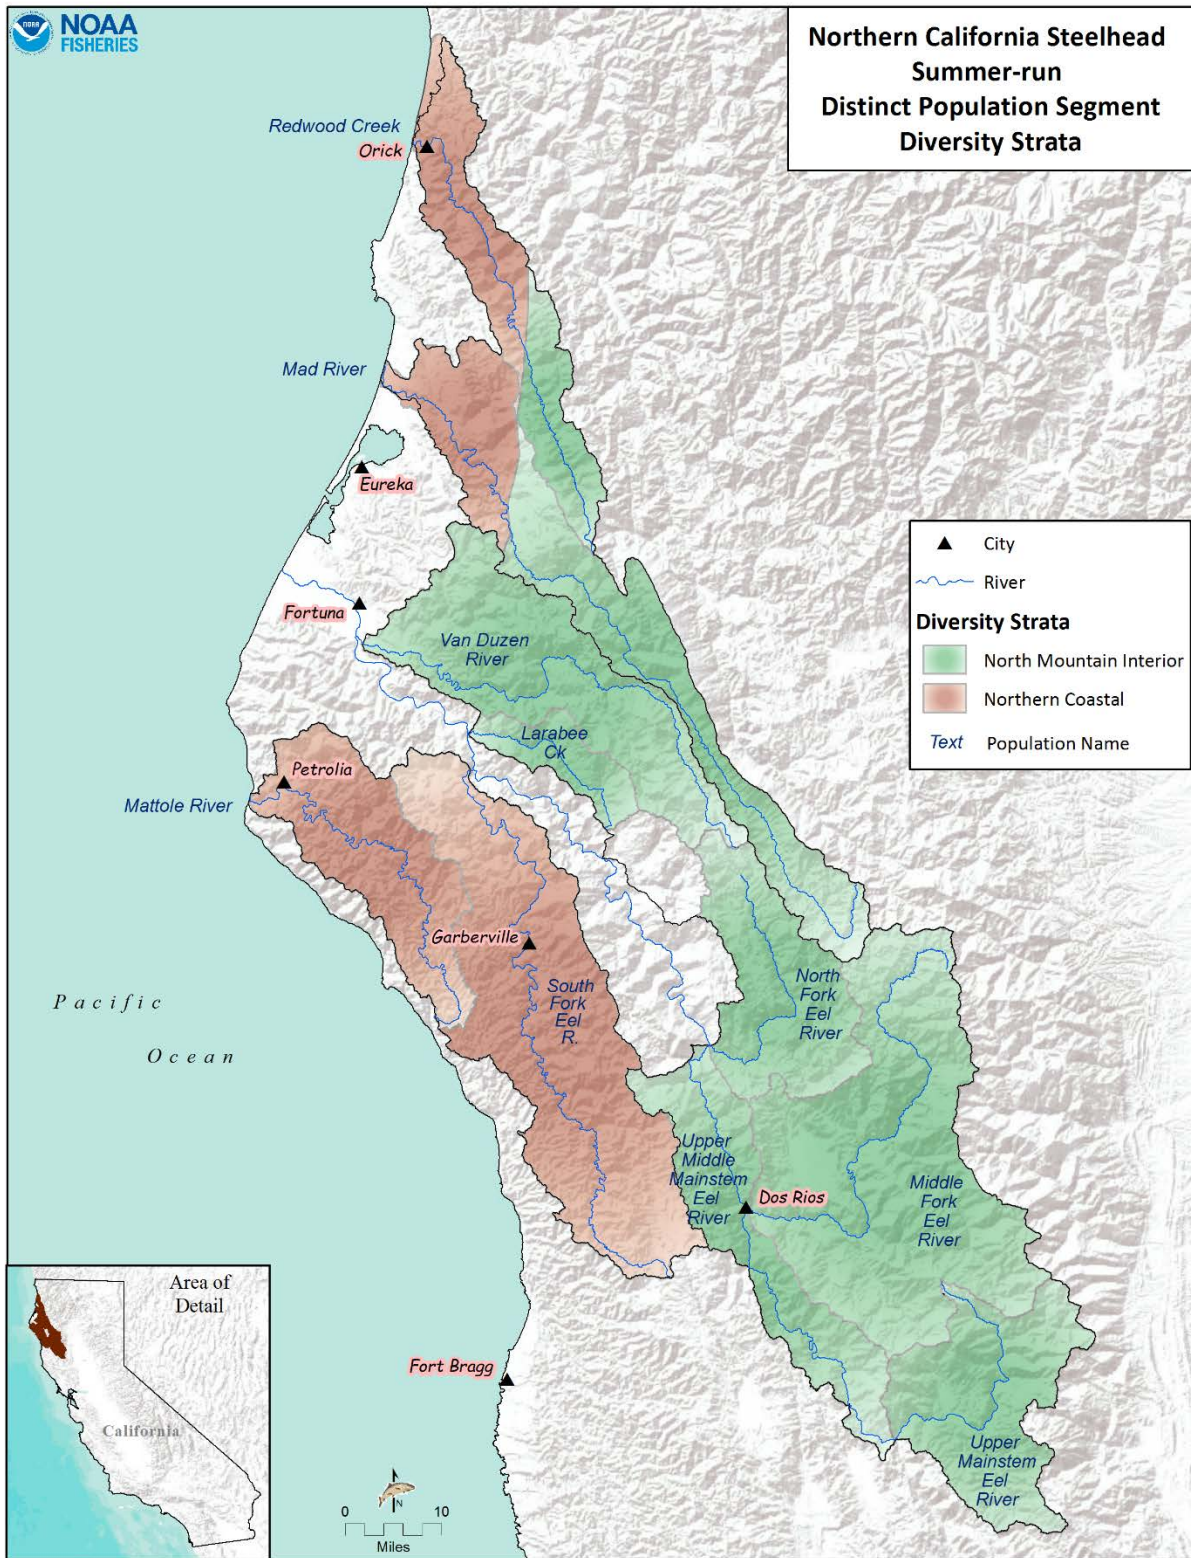 NOAA
NOAA
FISHERIES
Northern California Steelhead
Summer-run
Distinct Population Segment
Diversity Strata
Redwood Creek
Orick
Mad River
Eureka
Fortuna
Van Duzen
River
Larabee
Ck
Petrolia
Mattole River
Garberville
South
Fork
Eel
R.
North
Fork
Eel
River
Pacific
Ocean
Upper
Middle
Mainstem
Eel
River
Dos Rios
Middle
Fork
Eel
River
Fort Bragg
Upper
Mainstem
Eel
River
City
River
Diversity Strata
North Mountain Interior
Northern Coastal
Text Population Name
Area of
Detail
California
N
0 10
Miles